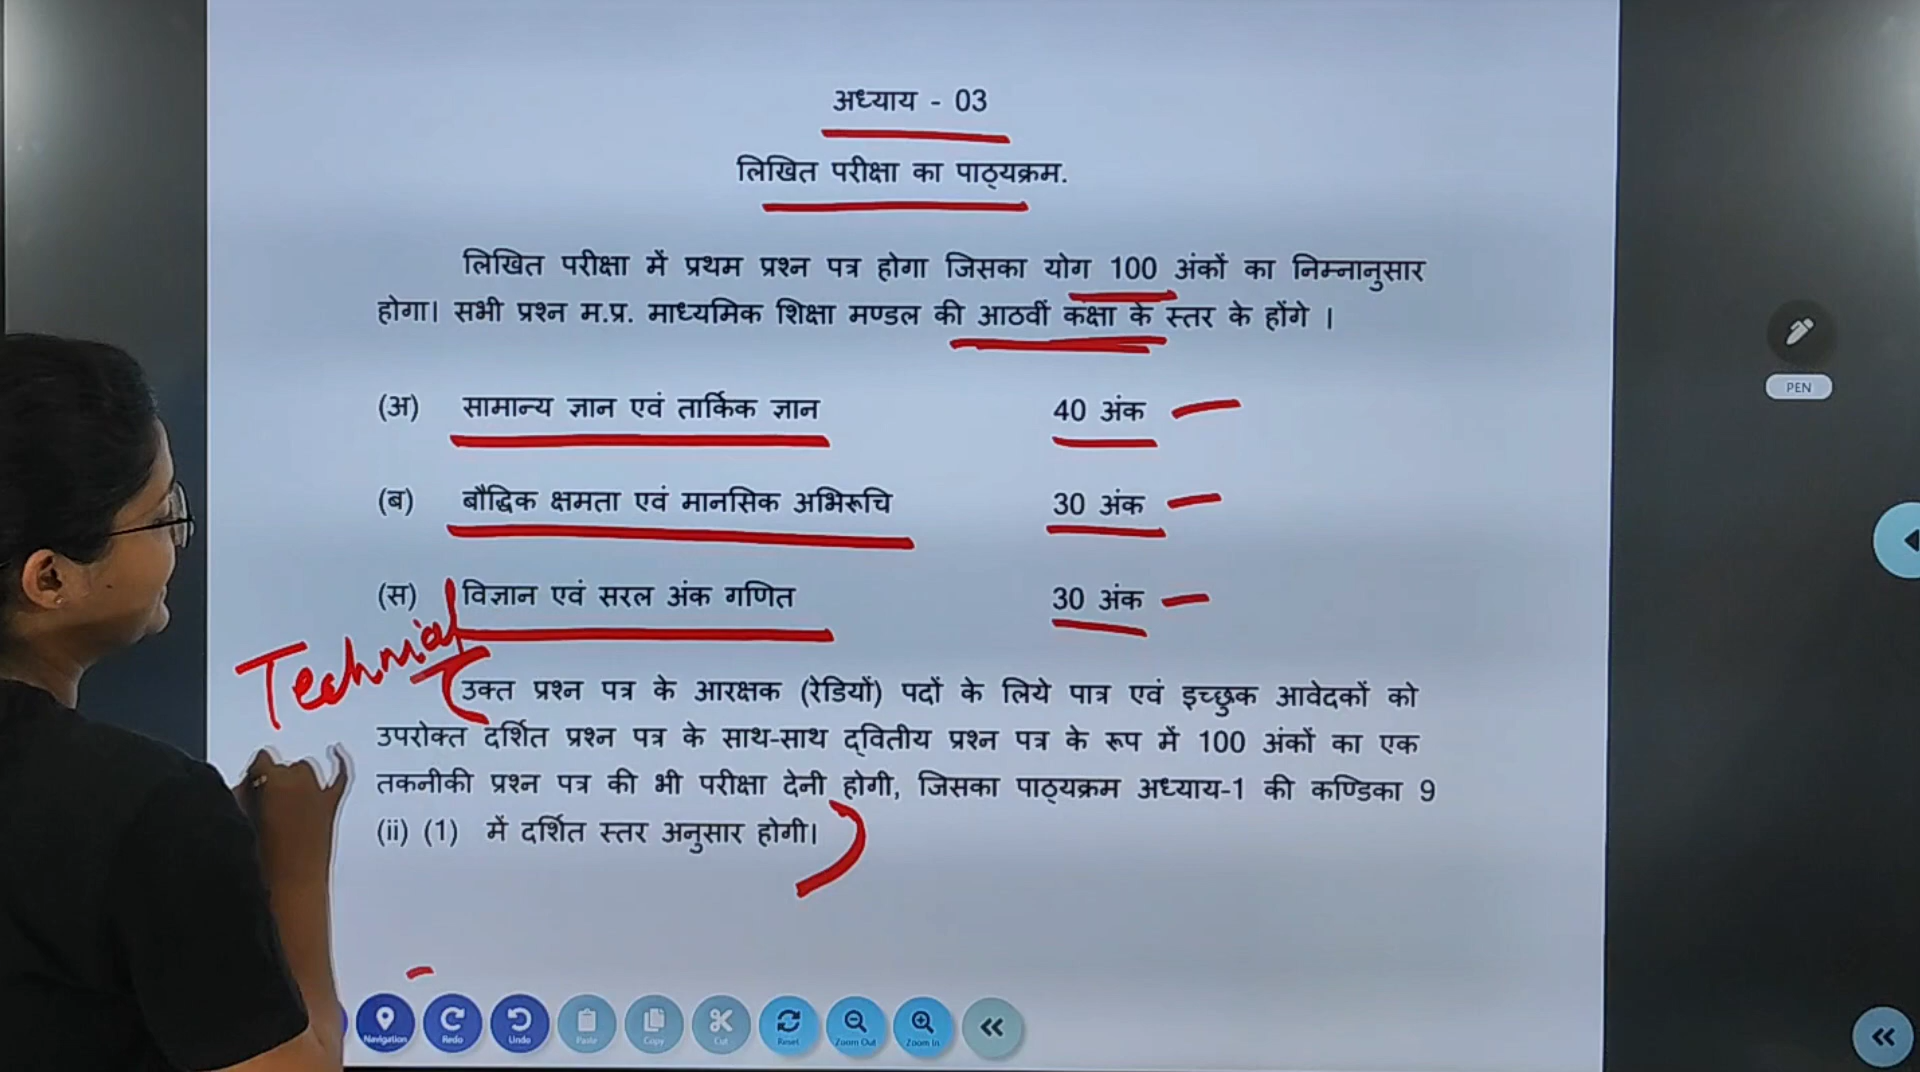 अध्याय - 03
लिखित परीक्षा का पाठ्यक्रम.
लिखित परीक्षा में प्रथम प्रश्न पत्र होगा जिसका योग 100 अंकों का निम्नानुसार
होगा। सभी प्रश्न म.प्र. माध्यमिक शिक्षा मण्डल की आठवीं कक्षा के स्तर के होंगे ।
(अ) सामान्य ज्ञान एवं तार्किक ज्ञान 40 अंक
(ब) बौद्धिक क्षमता एवं मानसिक अभिरूचि 30 अंक
(स) विज्ञान एवं सरल अंक गणित 30 अंक
उक्त प्रश्न पत्र के आरक्षक (रेडियों) पदों के लिये पात्र एवं इच्छुक आवेदकों को
उपरोक्त दर्शित प्रश्न पत्र के साथ-साथ द्वितीय प्रश्न पत्र के रूप में 100 अंकों का एक
तकनीकी प्रश्न पत्र की भी परीक्षा देनी होगी, जिसका पाठ्यक्रम अध्याय-1 की कण्डिका 9
(ii) (1) में दर्शित स्तर अनुसार होगी।
PEN
Navigation Redo Undo Paste Copy Cut Reset Zoom Out Zoom In